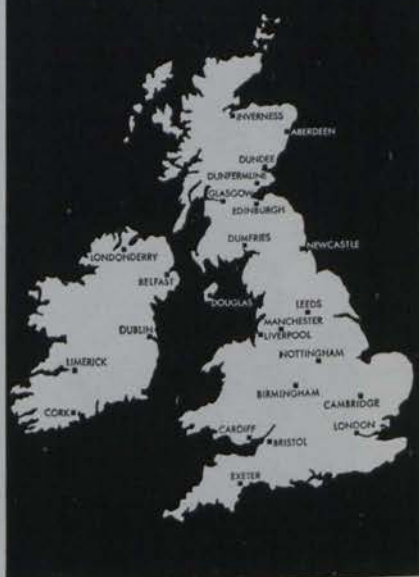 INVERNESS
ABERDEEN
DUNDEE
DUNFERMLINE
GLASGOW
EDINBURGH
DUMFRIES
NEWCASTLE
LONDONDERRY
BELFAST
DOUGLAS
LEEDS
MANCHESTER
DUBLIN
LIVERPOOL
NOTTINGHAM
LIMERICK
BIRMINGHAM
CAMBRIDGE
CORK
CARDIFF
LONDON
BRISTOL
EXETER